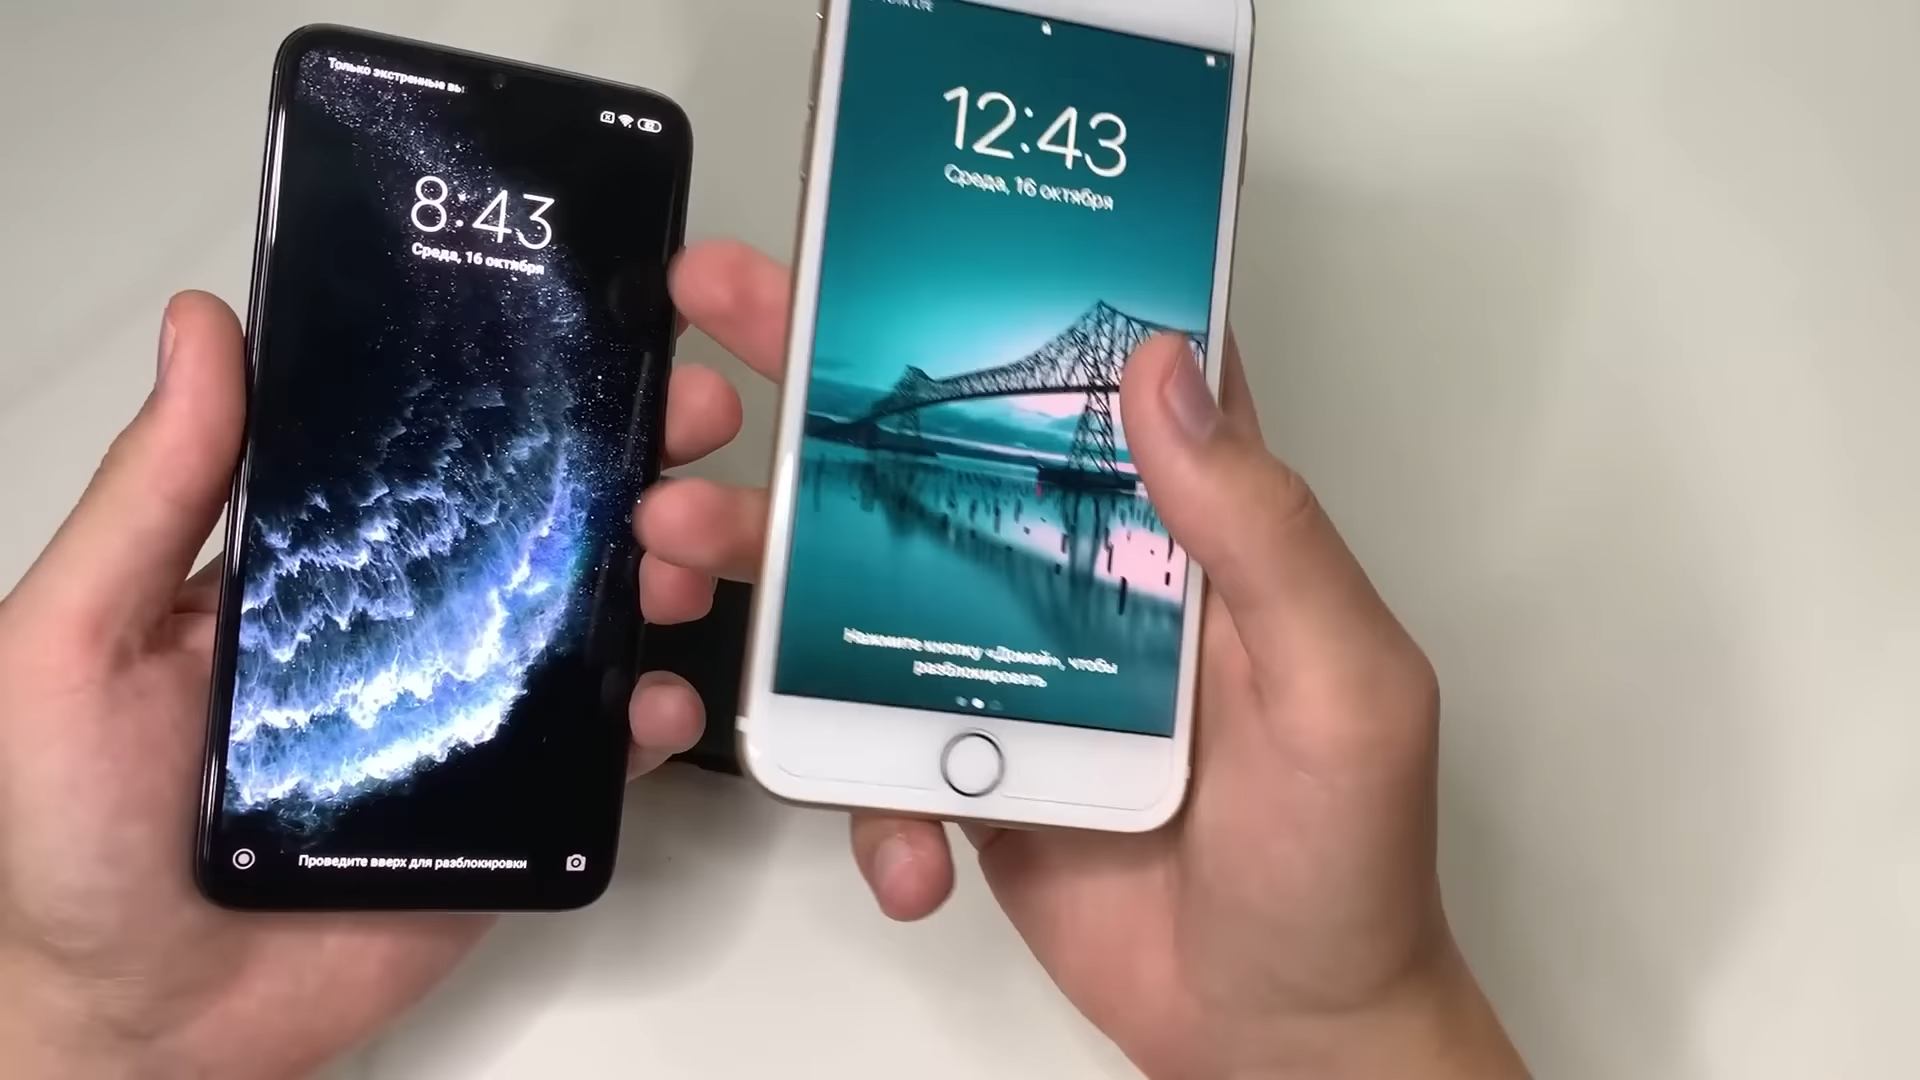 Только экстренные вы
8:43
Среда, 16 октября
Проведите вверх для разблокировки
12:43
Среда, 16 октября
Нажмите кнопку «Домой», чтобы
разблокировать